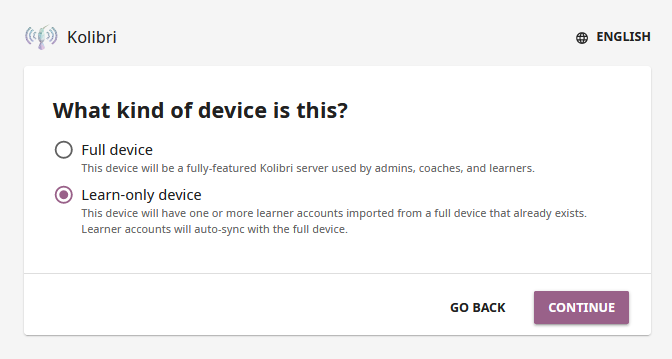 Kolibri
ENGLISH
What kind of device is this?
Full device
This device will be a fully-featured Kolibri server used by admins, coaches, and learners.
Learn-only device
This device will have one or more learner accounts imported from a full device that already exists.
Learner accounts will auto-sync with the full device.
GO BACK
CONTINUE